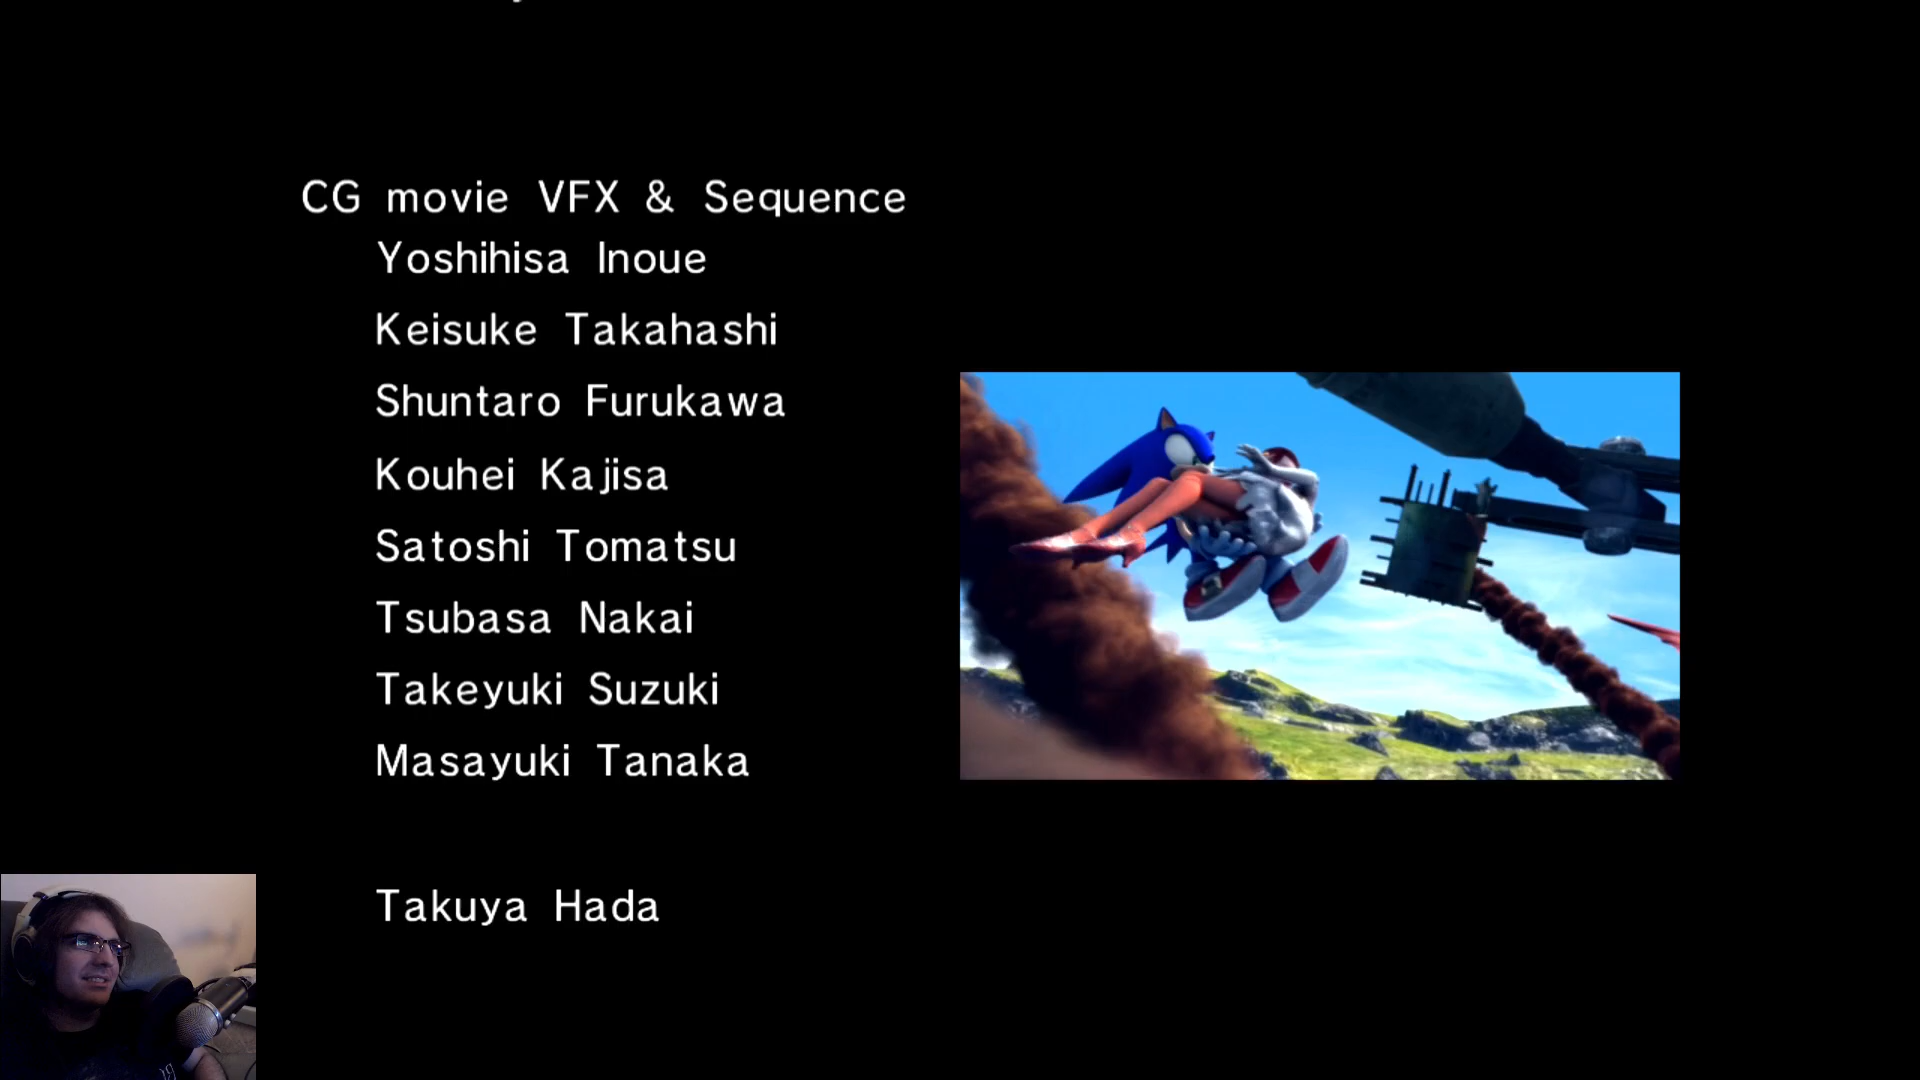 CG movie VFX & Sequence
Yoshihisa Inoue
Keisuke Takahashi
Shuntaro Furukawa
Kouhei Kajisa
Satoshi Tomatsu
Tsubasa Nakai
Takeyuki Suzuki
Masayuki Tanaka
Takuya Hada